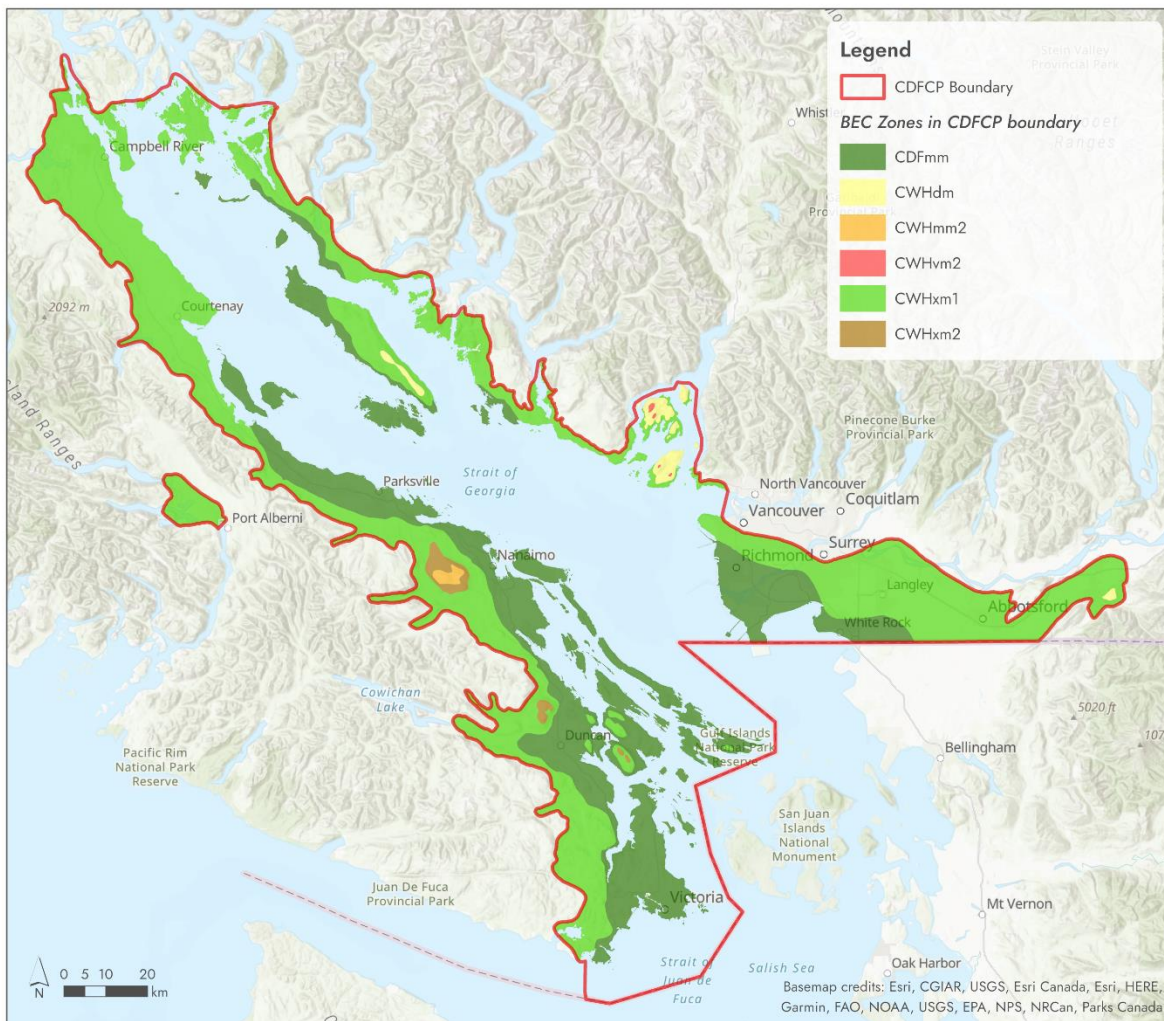 Legend
CDFCP Boundary
BEC Zones in CDFCP boundary
CDFmm
CWHdm
CWHmm2
CWHvm2
CWHxm1
CWHxm2
Stein Valley
Provincial Park
Ranges
Campbell River
2092 m
Courtenay
Ranges
Pinecone Burke
Provincial Park
Parksville
Strait of
Georgia
Port Alberni
North Vancouver
Coquitlam
Vancouver
Surrey
Richmond
Nanaimo
Langley
Abbotsford
White Rock
Cowichan
Lake
Duncan
Gulf Islands
National Park
Reserve
5020 ft
Bellingham
Pacific Rim
National Park
Reserve
San Juan
Islands
National
Monument
Juan De Fuca
Provincial Park
Victoria
Mt Vernon
Strait of
Juan de
Fuca
Salish Sea
Oak Harbor
N
0 5 10 20
km
Basemap credits: Esri, CGIAR, USGS, Esri Canada, Esri, HERE,
Garmin, FAO, NOAA, USGS, EPA, NPS, NRCan, Parks Canada